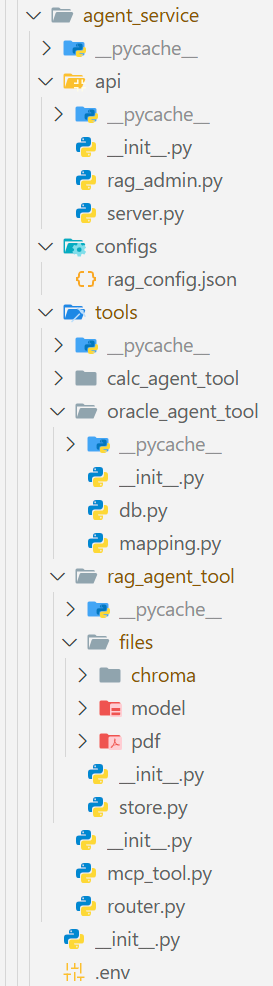 agent_service
__pycache__
api
__pycache__
__init__.py
rag_admin.py
server.py
configs
rag_config.json
tools
__pycache__
calc_agent_tool
oracle_agent_tool
__pycache__
__init__.py
db.py
mapping.py
rag_agent_tool
__pycache__
files
chroma
model
pdf
__init__.py
store.py
__init__.py
mcp_tool.py
router.py
__init__.py
.env